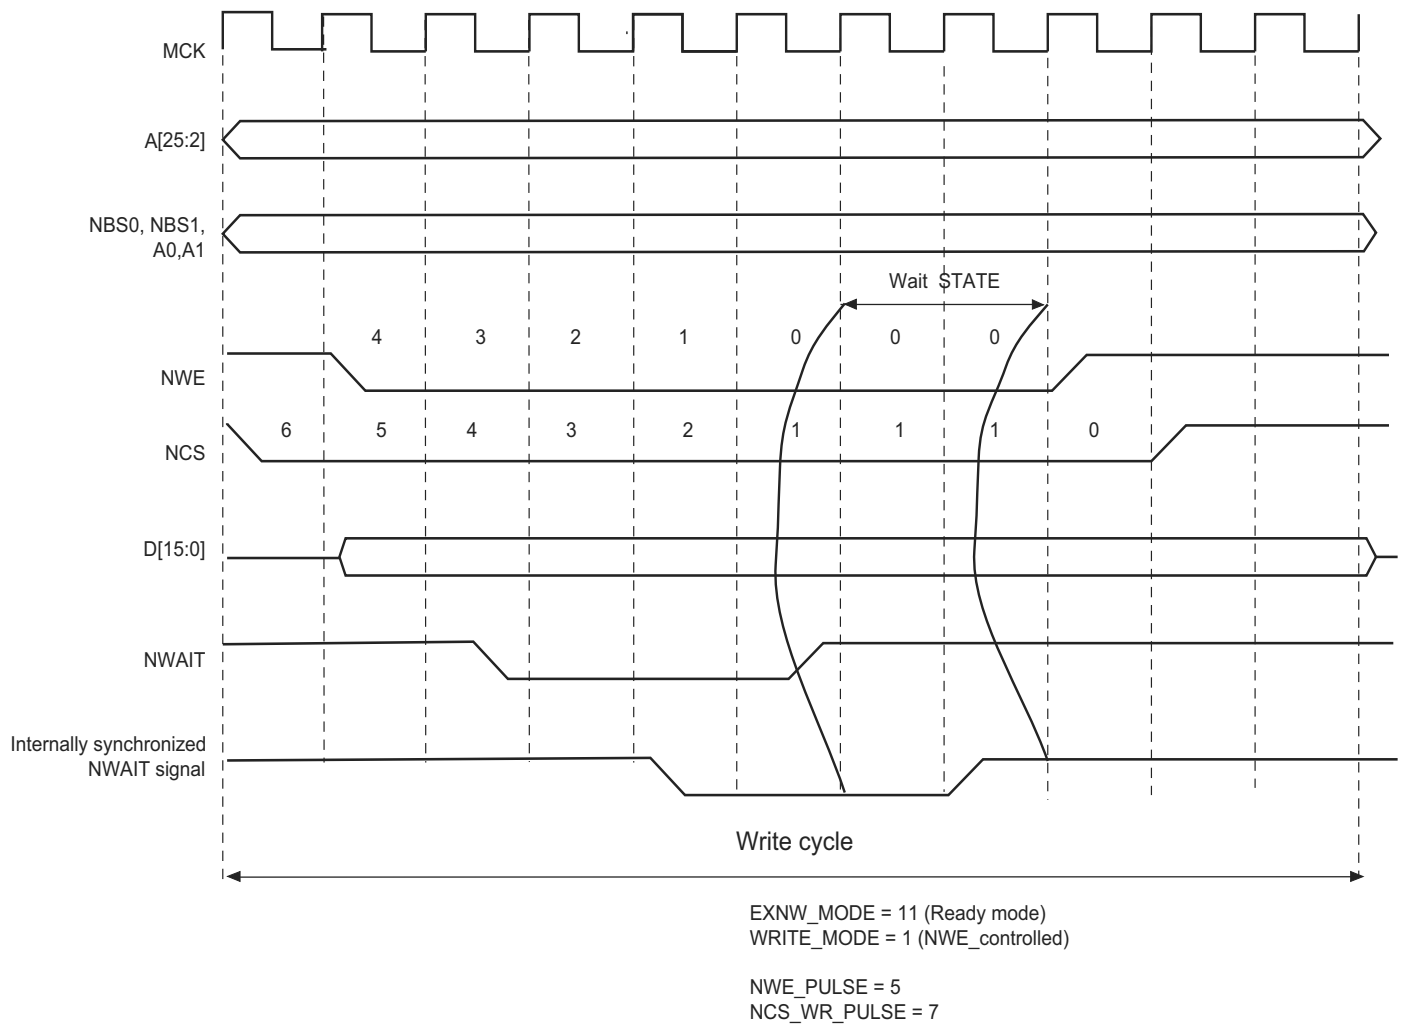 MCK
A[25:2]
NBS0, NBS1,
A0,A1
Wait STATE
4 3 2 1 0 0 0
NWE
6 5 4 3 2 1 1 1 0
NCS
D[15:0]
NWAIT
Internally synchronized
NWAIT signal
Write cycle
EXNW_MODE = 11 (Ready mode)
WRITE_MODE = 1 (NWE_controlled)
NWE_PULSE = 5
NCS_WR_PULSE = 7